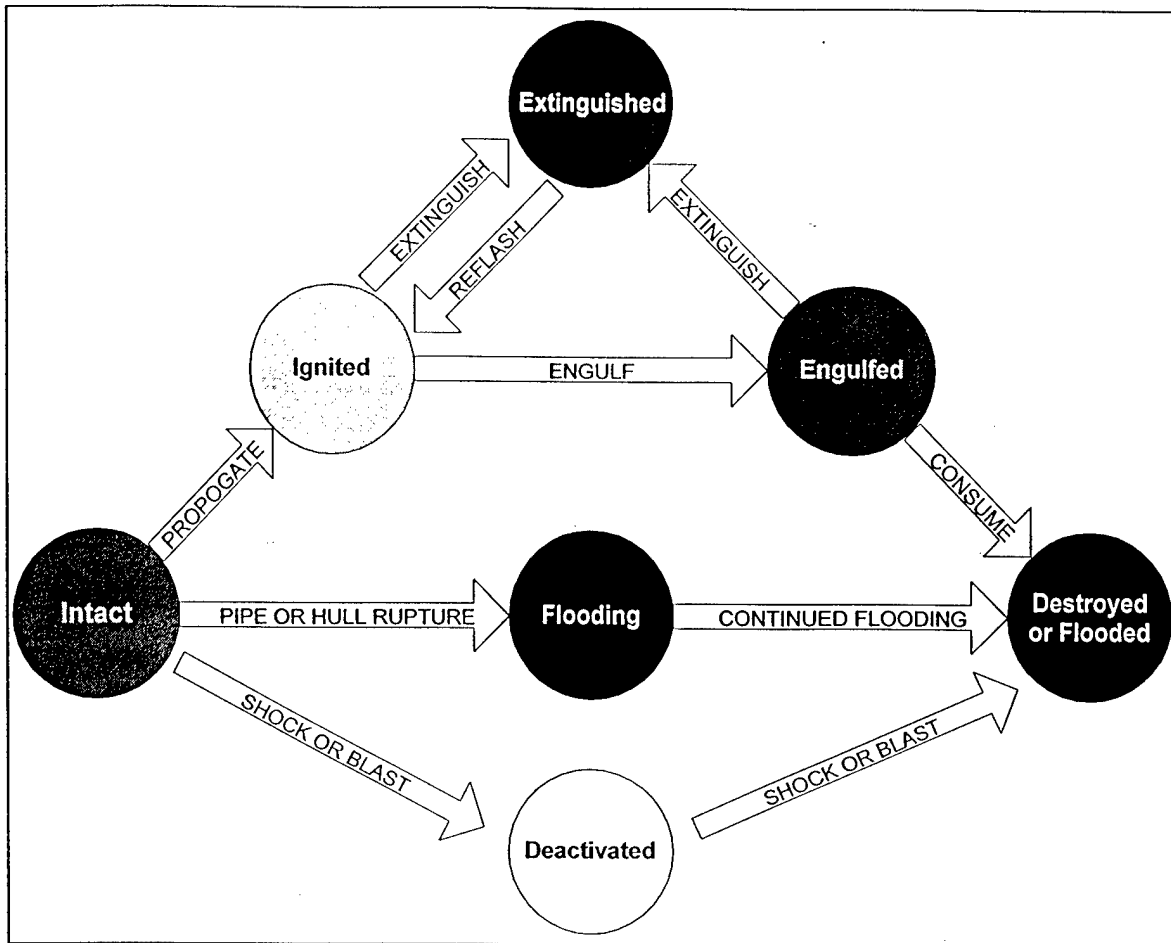 Extinguished
EXTINGUISH
REFLASH
EXTINGUISH
Ignited
ENGULF
Engulfed
PROPOGATE
CONSUME
Intact
PIPE OR HULL RUPTURE
Flooding
CONTINUED FLOODING
Destroyed
or Flooded
SHOCK OR BLAST
SHOCK OR BLAST
Deactivated